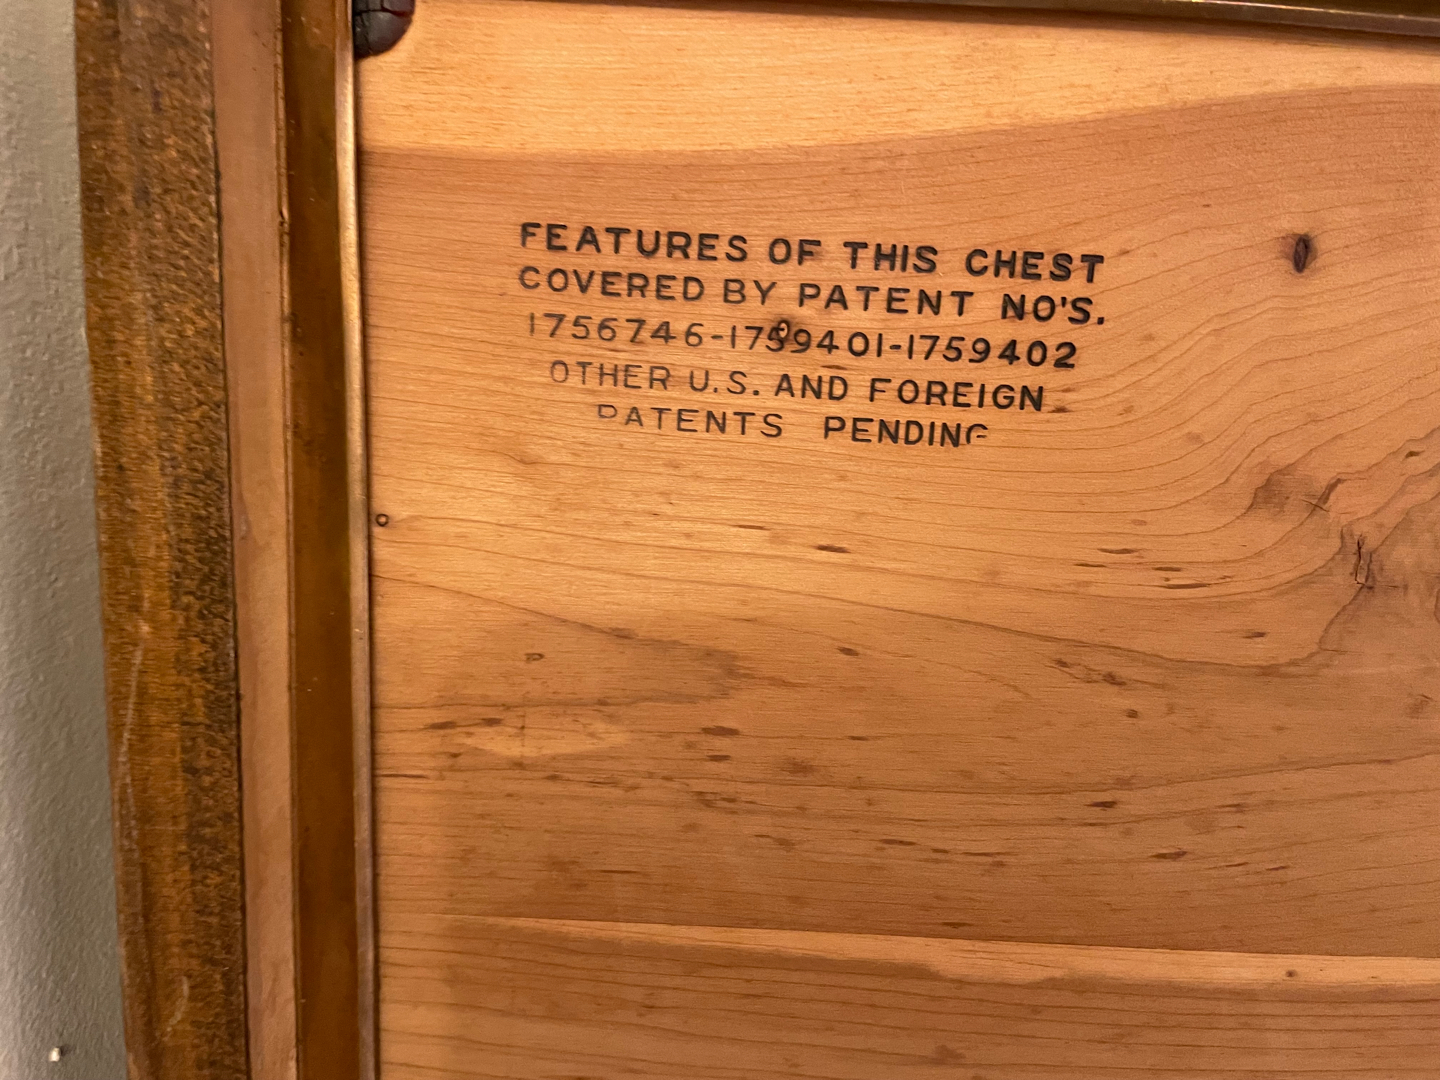 FEATURES OF THIS CHEST
COVERED BY PATENT NO'S.
1756746-1759401-1759402
OTHER U.S. AND FOREIGN
PATENTS PENDING